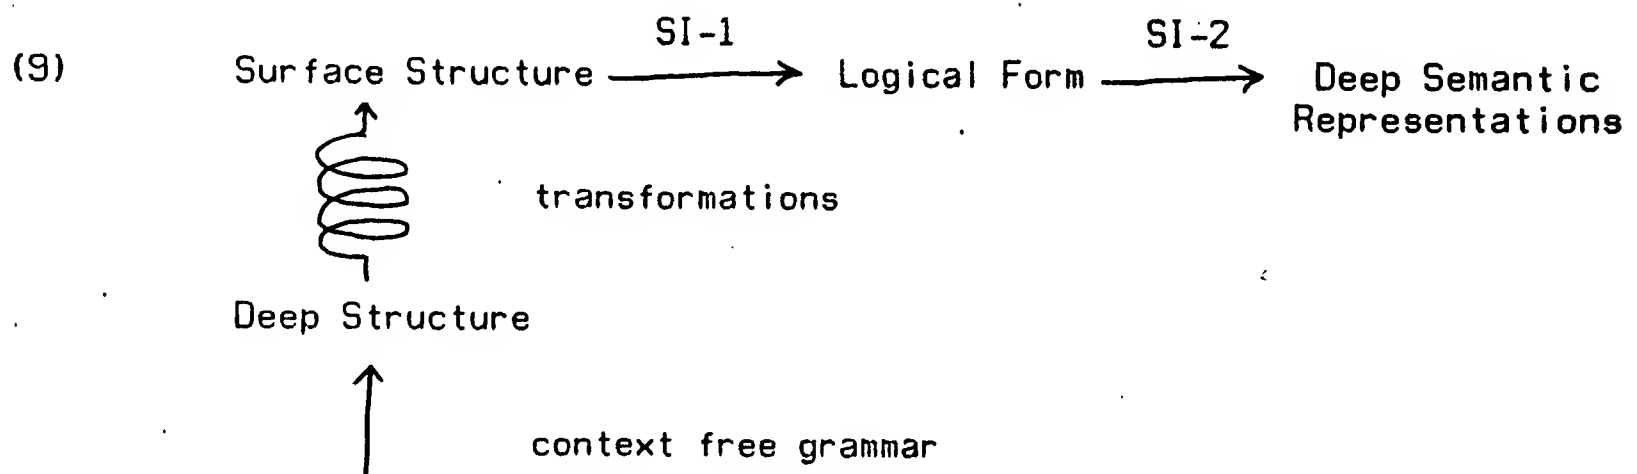 SI-1 SI-2
(9) Surface Structure Logical Form Deep Semantic
Representations
transformations
Deep Structure
context free grammar